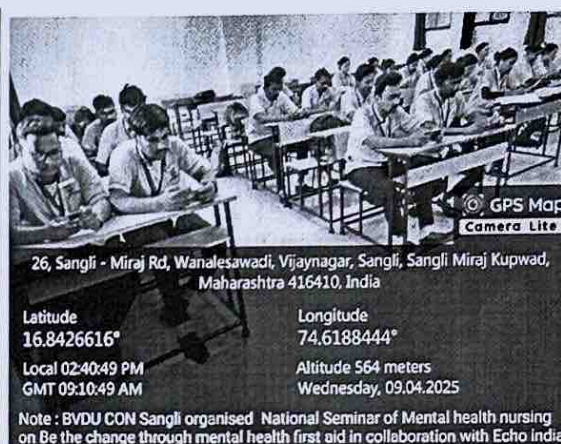 GPS Map
Camera Lite
26, Sangli - Miraj Rd, Wanalesawadi, Vijaynagar, Sangli, Sangli Miraj Kupwad,
Maharashtra 416410, India
Latitude
16.8426616°
Longitude
74.6188444°
Local 02:40:49 PM
GMT 09:10:49 AM
Altitude 564 meters
Wednesday, 09.04.2025
Note : BVDU CON Sangli organised National Seminar of Mental health nursing
on Be the change through mental health first aid in collaboration with Echo india